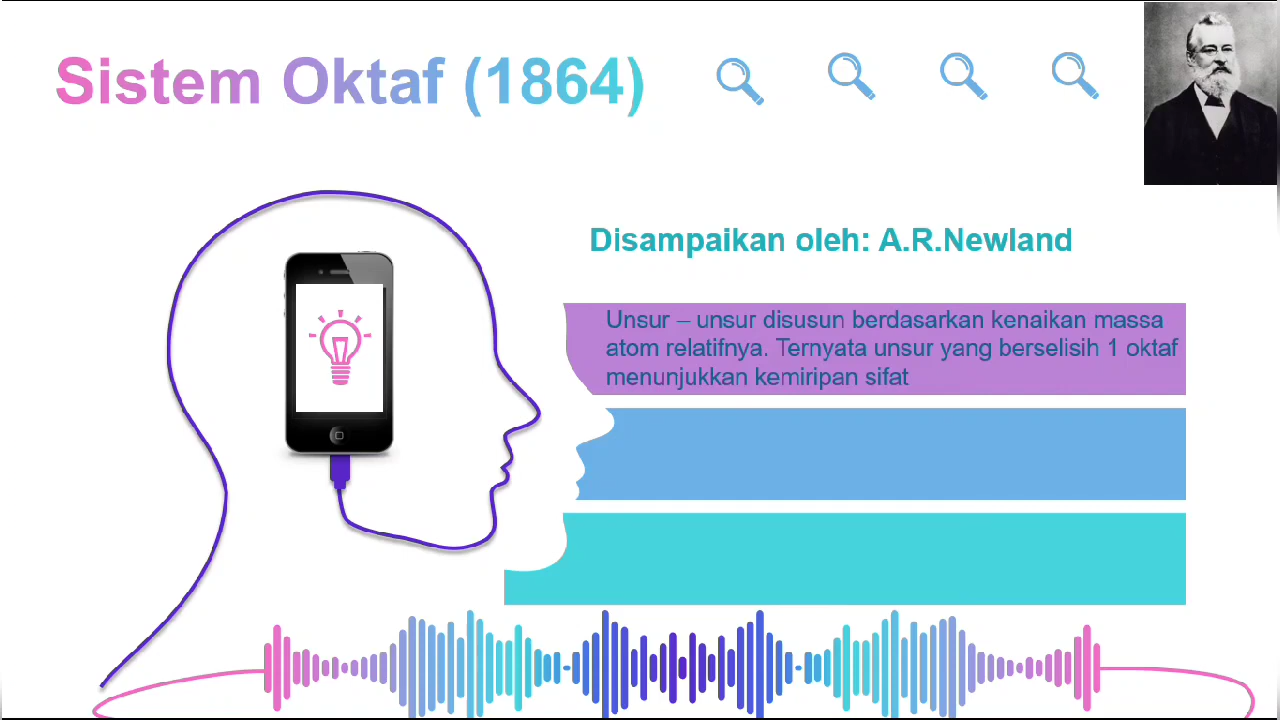 Sistem Oktaf (1864)
Disampaikan oleh: A.R.Newland
Unsur – unsur disusun berdasarkan kenaikan massa
atom relatifnya. Ternyata unsur yang berselisih 1 oktaf
menunjukkan kemiripan sifat